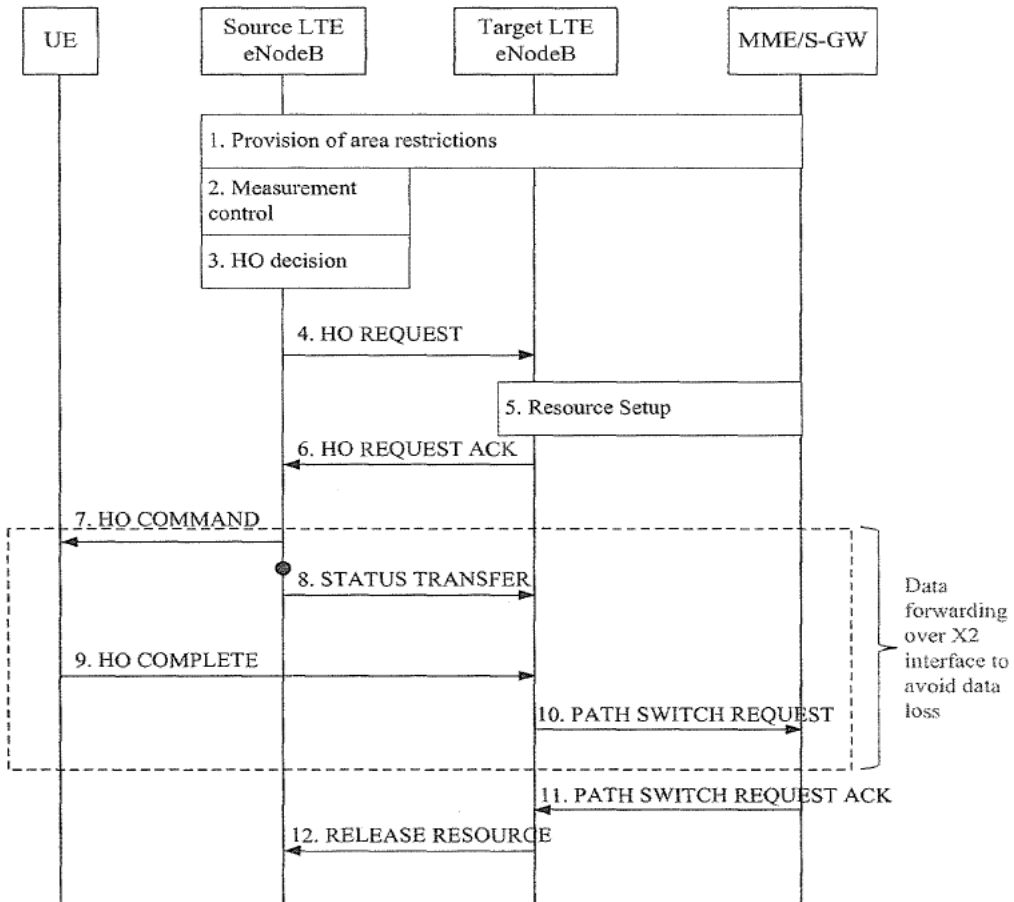 UE
Source LTE
eNodeB
Target LTE
eNodeB
MME/S-GW
1. Provision of area restrictions
2. Measurement
control
3. HO decision
4. HO REQUEST
5. Resource Setup
6. HO REQUEST ACK
7. HO COMMAND
8. STATUS TRANSFER
9. HO COMPLETE
10. PATH SWITCH REQUEST
Data
forwarding
over X2
interface to
avoid data
loss
11. PATH SWITCH REQUEST ACK
12. RELEASE RESOURCE